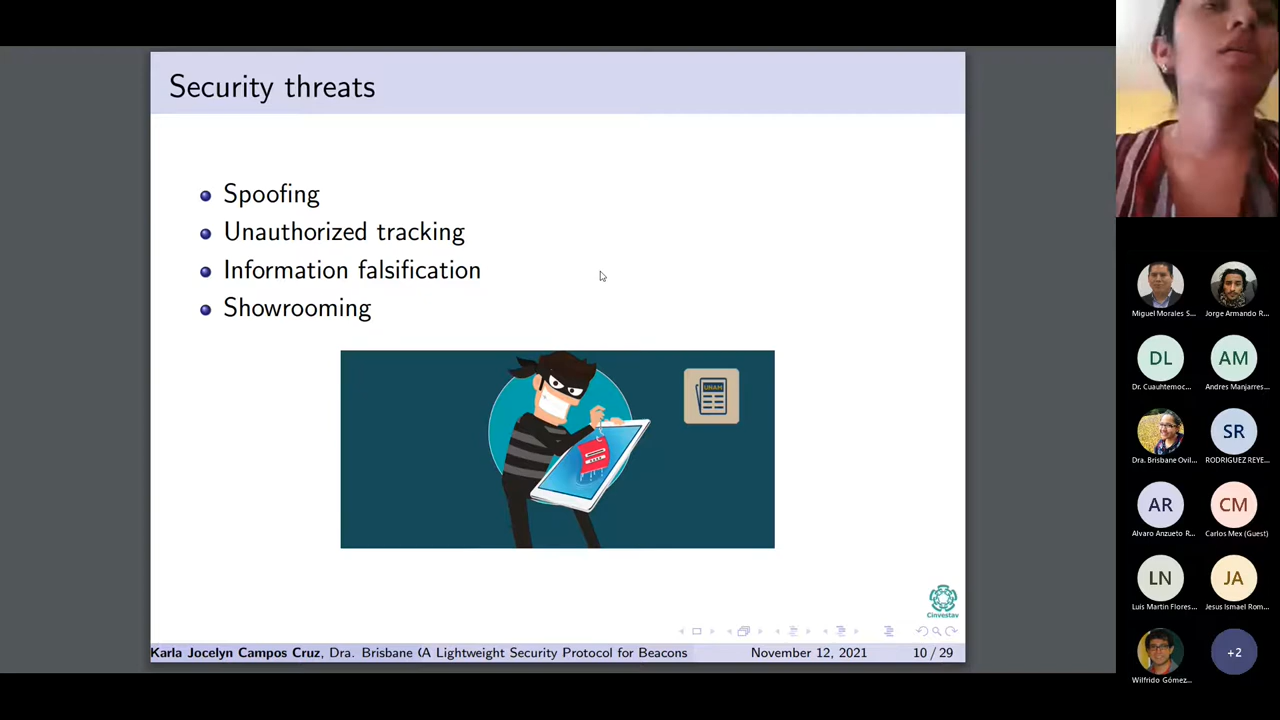 Security threats
Spoofing
Unauthorized tracking
Information falsification
Showrooming
UNAM
Cinvestav
Karla Jocelyn Campos Cruz, Dra. Brisbane (A Lightweight Security Protocol for Beacons
November 12, 2021
10 / 29
Miguel Morales S...
Jorge Armando R...
DL
AM
Dr. Cuauhtemoc...
Andres Manjarres...
SR
Dra. Brisbane Ovil...
RODRIGUEZ REYE...
AR
CM
Alvaro Anzueto R...
Carlos Mex (Guest)
LN
JA
Luis Martin Flores...
Jesus Ismael Rom...
+2
Wilfrido Gómez...